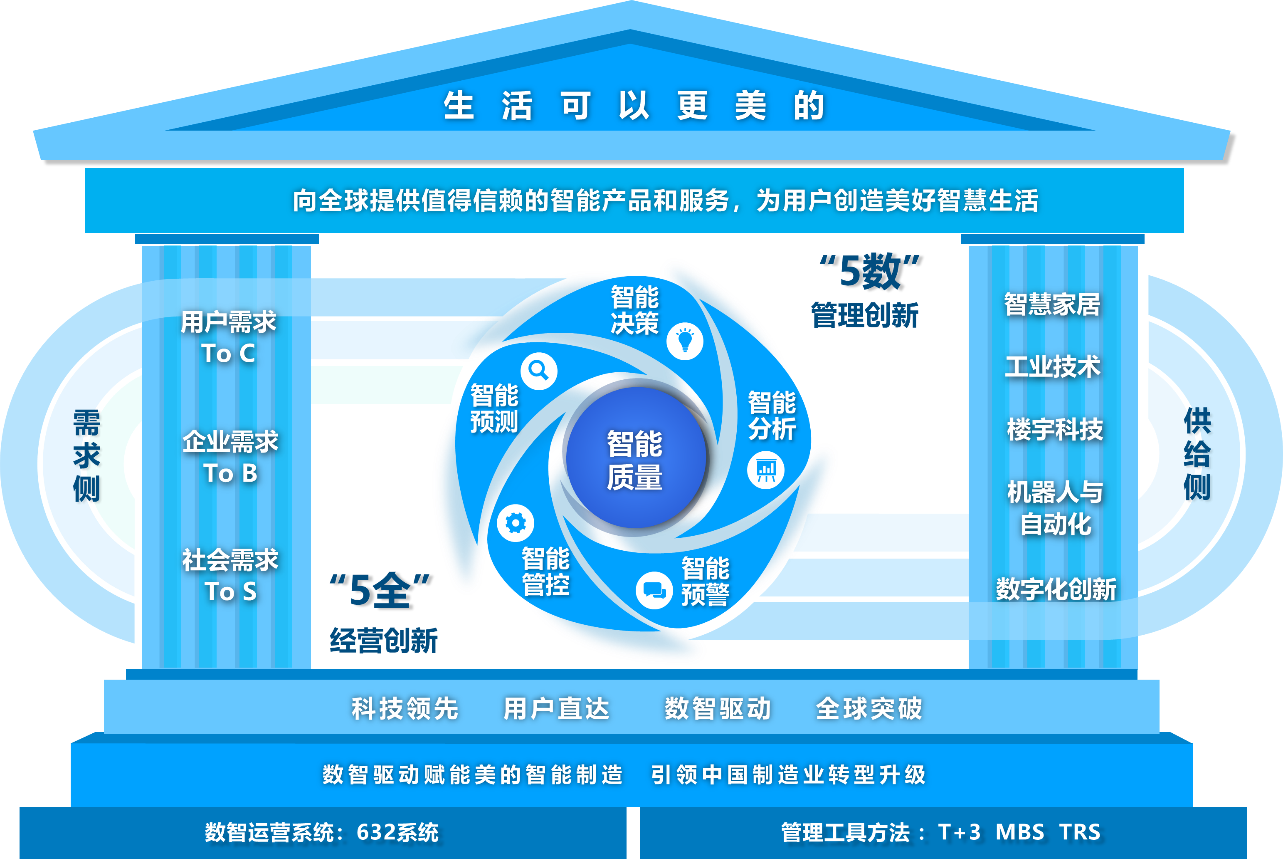 生活可以更美的
向全球提供值得信赖的智能产品和服务，为用户创造美好智慧生活
需求侧
用户需求
To C
企业需求
To B
社会需求
To S
“5数”
管理创新
智能
决策
智能
预测
智能
分析
智能
质量
智能
管控
智能
预警
“5全”
经营创新
智慧家居
工业技术
楼宇科技
机器人与
自动化
数字化创新
供给侧
科技领先 用户直达 数智驱动 全球突破
数智驱动赋能美的智能制造 引领中国制造业转型升级
数智运营系统：632系统
管理工具方法 ：T+3 MBS TRS